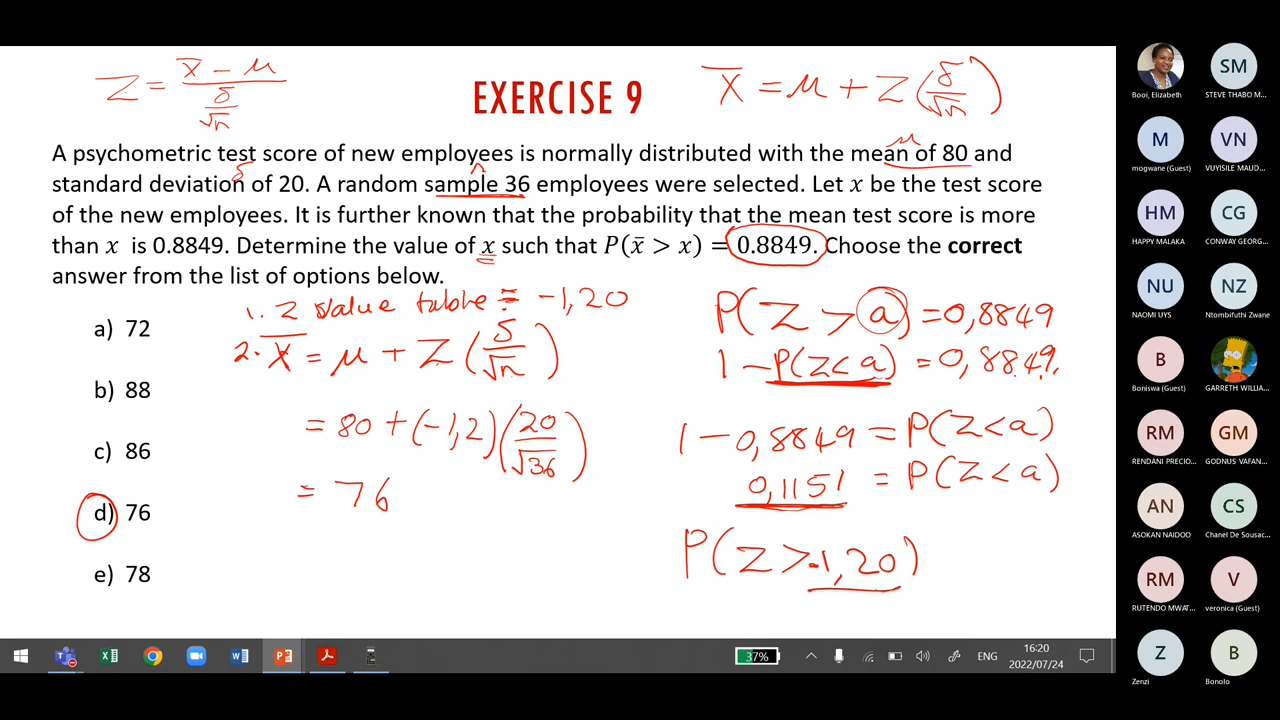 Z = x̄ - μ / δ/√n
EXERCISE 9
X̄ = μ + Z(δ/√n)
μ
A psychometric test score of new employees is normally distributed with the mean of 80 and
δ
standard deviation of 20. A random sample 36 employees were selected. Let x be the test score
of the new employees. It is further known that the probability that the mean test score is more
than x is 0.8849. Determine the value of x such that P(x̄ > x) = 0.8849. Choose the correct
answer from the list of options below.
1. Z value table = -1,20
a) 72
2. X̄ = μ + Z(δ/√n)
b) 88
= 80 + (-1,2)(20/√36)
c) 86
= 76
d) 76
e) 78
P(Z > a) = 0,8849
1 - P(Z < a) = 0,8849.
1 - 0,8849 = P(Z < a)
0,1151 = P(Z < a)
P(Z > -1,20)
Booi, Elizabeth
SM
STEVE THABO M...
M
mogwane (Guest)
VN
VUYISILE MAUD...
HM
HAPPY MALAKA
CG
CONWAY GEORG...
NU
NAOMI UYS
NZ
Ntombifuthi Zwane
B
Boniswa (Guest)
GARRETH WILLIA...
RM
RENDANI PRECIO...
GM
GODNUS VAFAN...
AN
ASOKAN NAIDOO
CS
Chanel De Sousac...
RM
RUTENDO MWAT...
V
veronica (Guest)
Z
Zenzi
B
Bonolo
37%
ENG
16:20
2022/07/24